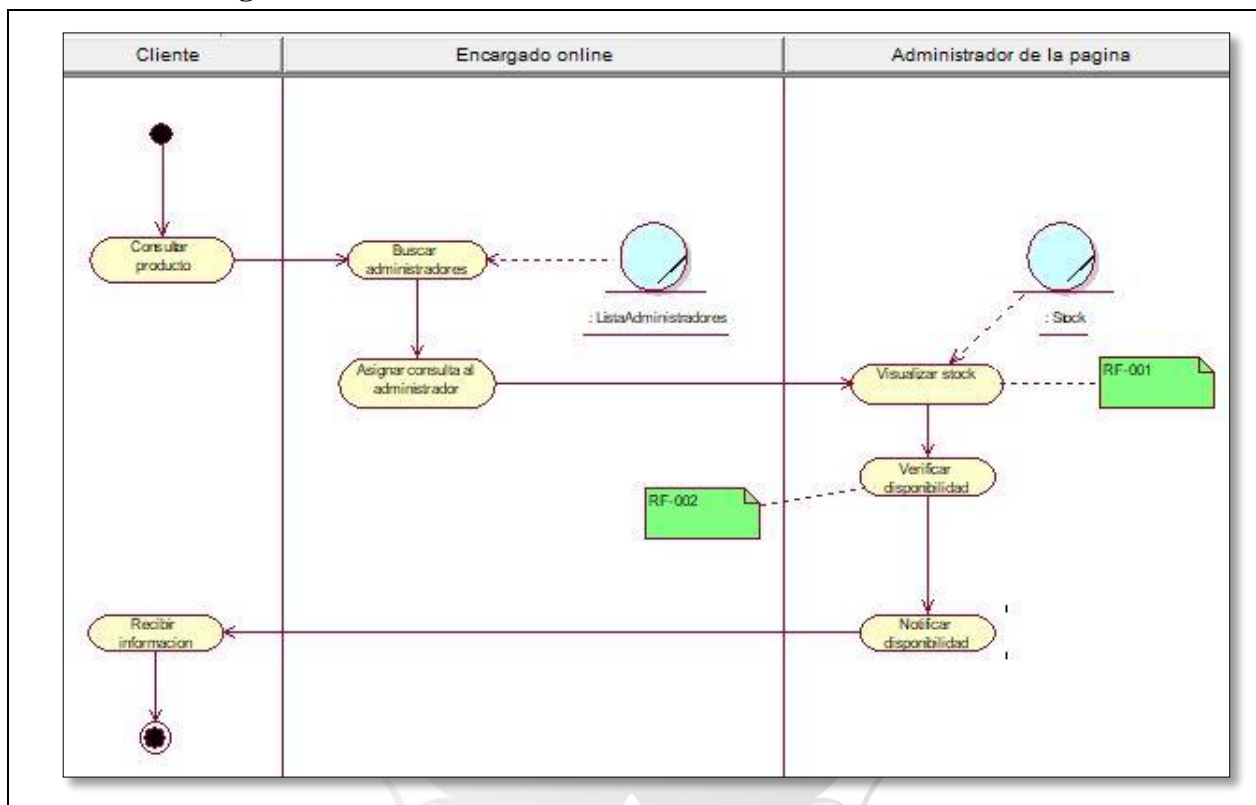 Cliente
Encargado online
Administrador de la pagina
Consultar
producto
Buscar
administradores
: ListaAdministradores
: Stock
Asignar consulta al
administrador
Visualizar stock
RF-001
Verificar
disponibilidad
RF-002
Recibir
informacion
Notificar
disponibilidad